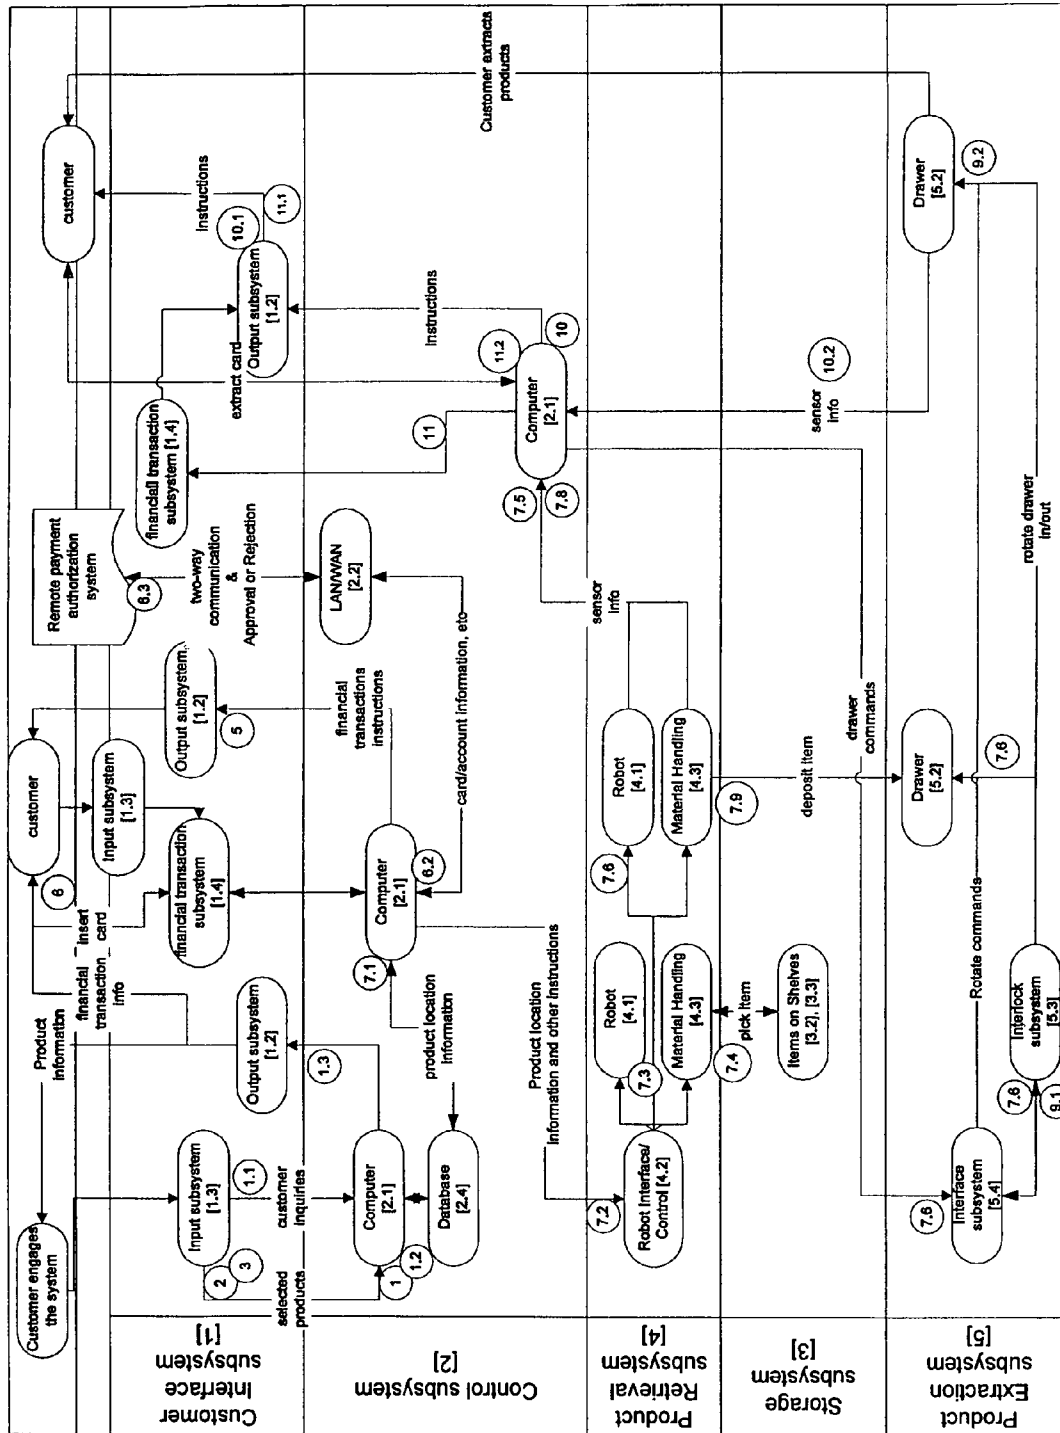 Customer engages
the system
Product
information
financial
transaction
info
insert
card
6
customer
Remote payment
authorization
system
6.3
customer
Customer extracts
products
Customer
Interface
subsystem
[1]
Input subsystem
[1.3]
2
3
1.1
selected
products
customer
inquiries
Output subsystem
[1.2]
1.3
Input subsystem
[1.3]
financial transaction
subsystem
[1.4]
Output subsystem
[1.2]
5
two-way
communication
&
Approval or Rejection
financial transaction
subsystem [1.4]
extract card
Output subsystem
[1.2]
10.1
11.1
Instructions
Control subsystem
[2]
Computer
[2.1]
1
1.2
Database
[2.4]
product location
information
7.1
Computer
[2.1]
6.2
financial
transactions
instructions
card/account information, etc
LAN/WAN
[2.2]
11
Computer
[2.1]
11.2
10
7.5
7.8
Instructions
Product location
Information and other Instructions
Product
Retrieval
subsystem
[4]
7.2
Robot Interface/
Control [4.2]
Robot
[4.1]
7.3
Material Handling
[4.3]
7.4
7.6
Robot
[4.1]
Material Handling
[4.3]
7.9
sensor
info
Storage
subsystem
[3]
pick item
Items on Shelves
[3.2], [3.3]
deposit item
drawer
commands
sensor
info
10.2
Product
Extraction
subsystem
[5]
7.6
Interface
subsystem
[5.4]
7.6
9.1
Interlock
subsystem
[5.3]
Rotate commands
Drawer
[5.2]
7.6
rotate drawer
in/out
Drawer
[5.2]
9.2